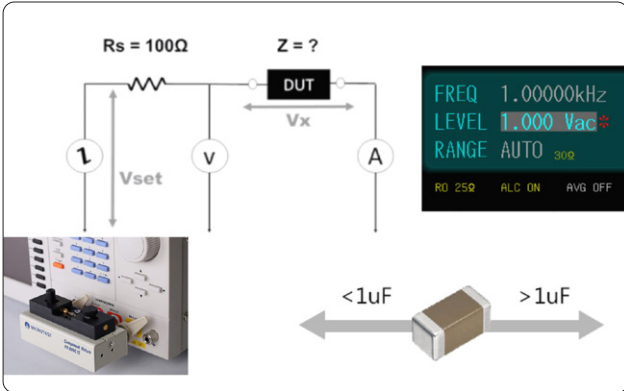 Rs = 100Ω
Z = ?
DUT
Vx
V
A
Vset
FREQ 1.00000kHz
LEVEL 1.000 Vac*
RANGE AUTO 30Ω
RO 25Ω ALC ON AVG OFF
<1uF
>1uF